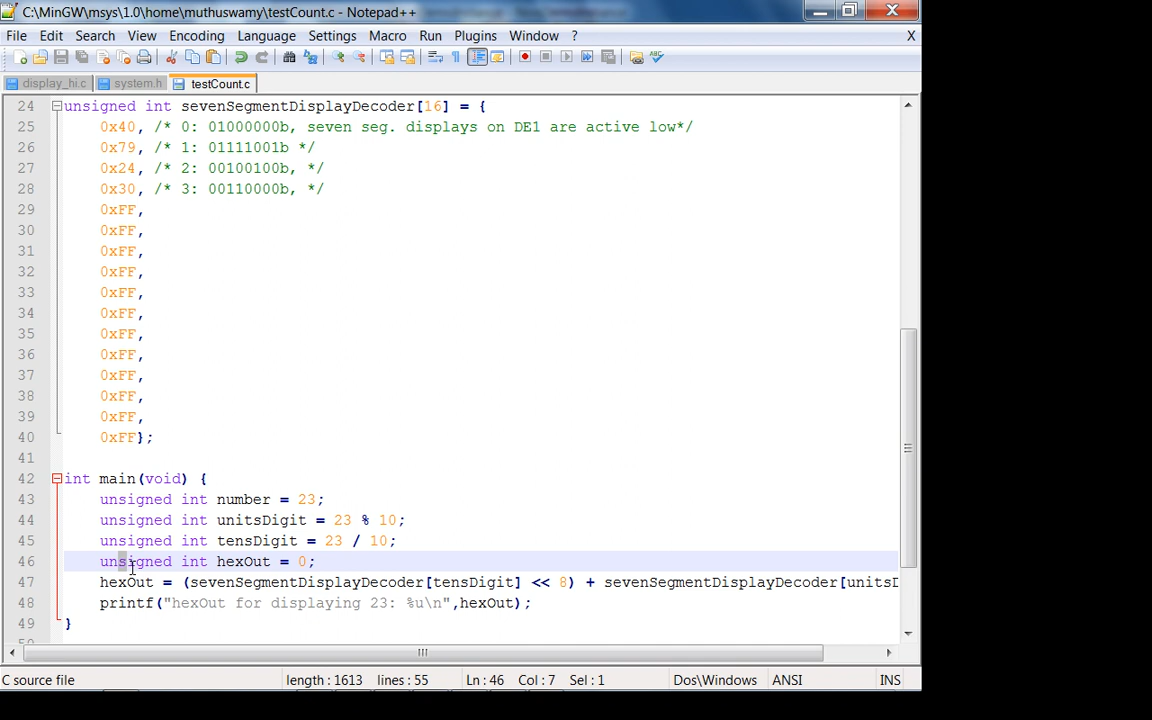 C:\MinGW\msys\1.0\home\muthuswamy\testCount.c - Notepad++
File Edit Search View Encoding Language Settings Macro Run Plugins Window ? X
display_hi.c system.h testCount.c
24 unsigned int sevenSegmentDisplayDecoder[16] = {
25 0x40, /* 0: 01000000b, seven seg. displays on DE1 are active low*/
26 0x79, /* 1: 01111001b */
27 0x24, /* 2: 00100100b, */
28 0x30, /* 3: 00110000b, */
29 0xFF,
30 0xFF,
31 0xFF,
32 0xFF,
33 0xFF,
34 0xFF,
35 0xFF,
36 0xFF,
37 0xFF,
38 0xFF,
39 0xFF,
40 0xFF};
41
42 int main(void) {
43 unsigned int number = 23;
44 unsigned int unitsDigit = 23 % 10;
45 unsigned int tensDigit = 23 / 10;
46 unsigned int hexOut = 0;
47 hexOut = (sevenSegmentDisplayDecoder[tensDigit] << 8) + sevenSegmentDisplayDecoder[unitsD
48 printf("hexOut for displaying 23: %u\n",hexOut);
49 }
50
C source file length : 1613 lines : 55 Ln : 46 Col : 7 Sel : 1 Dos\Windows ANSI INS